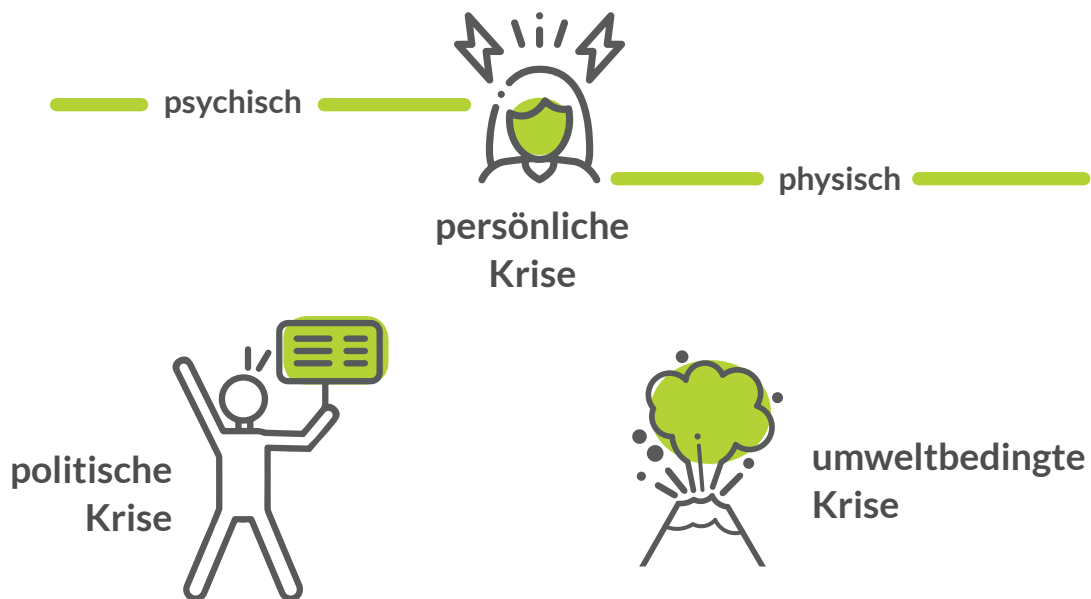 psychisch
physisch
persönliche
Krise
politische
Krise
umweltbedingte
Krise